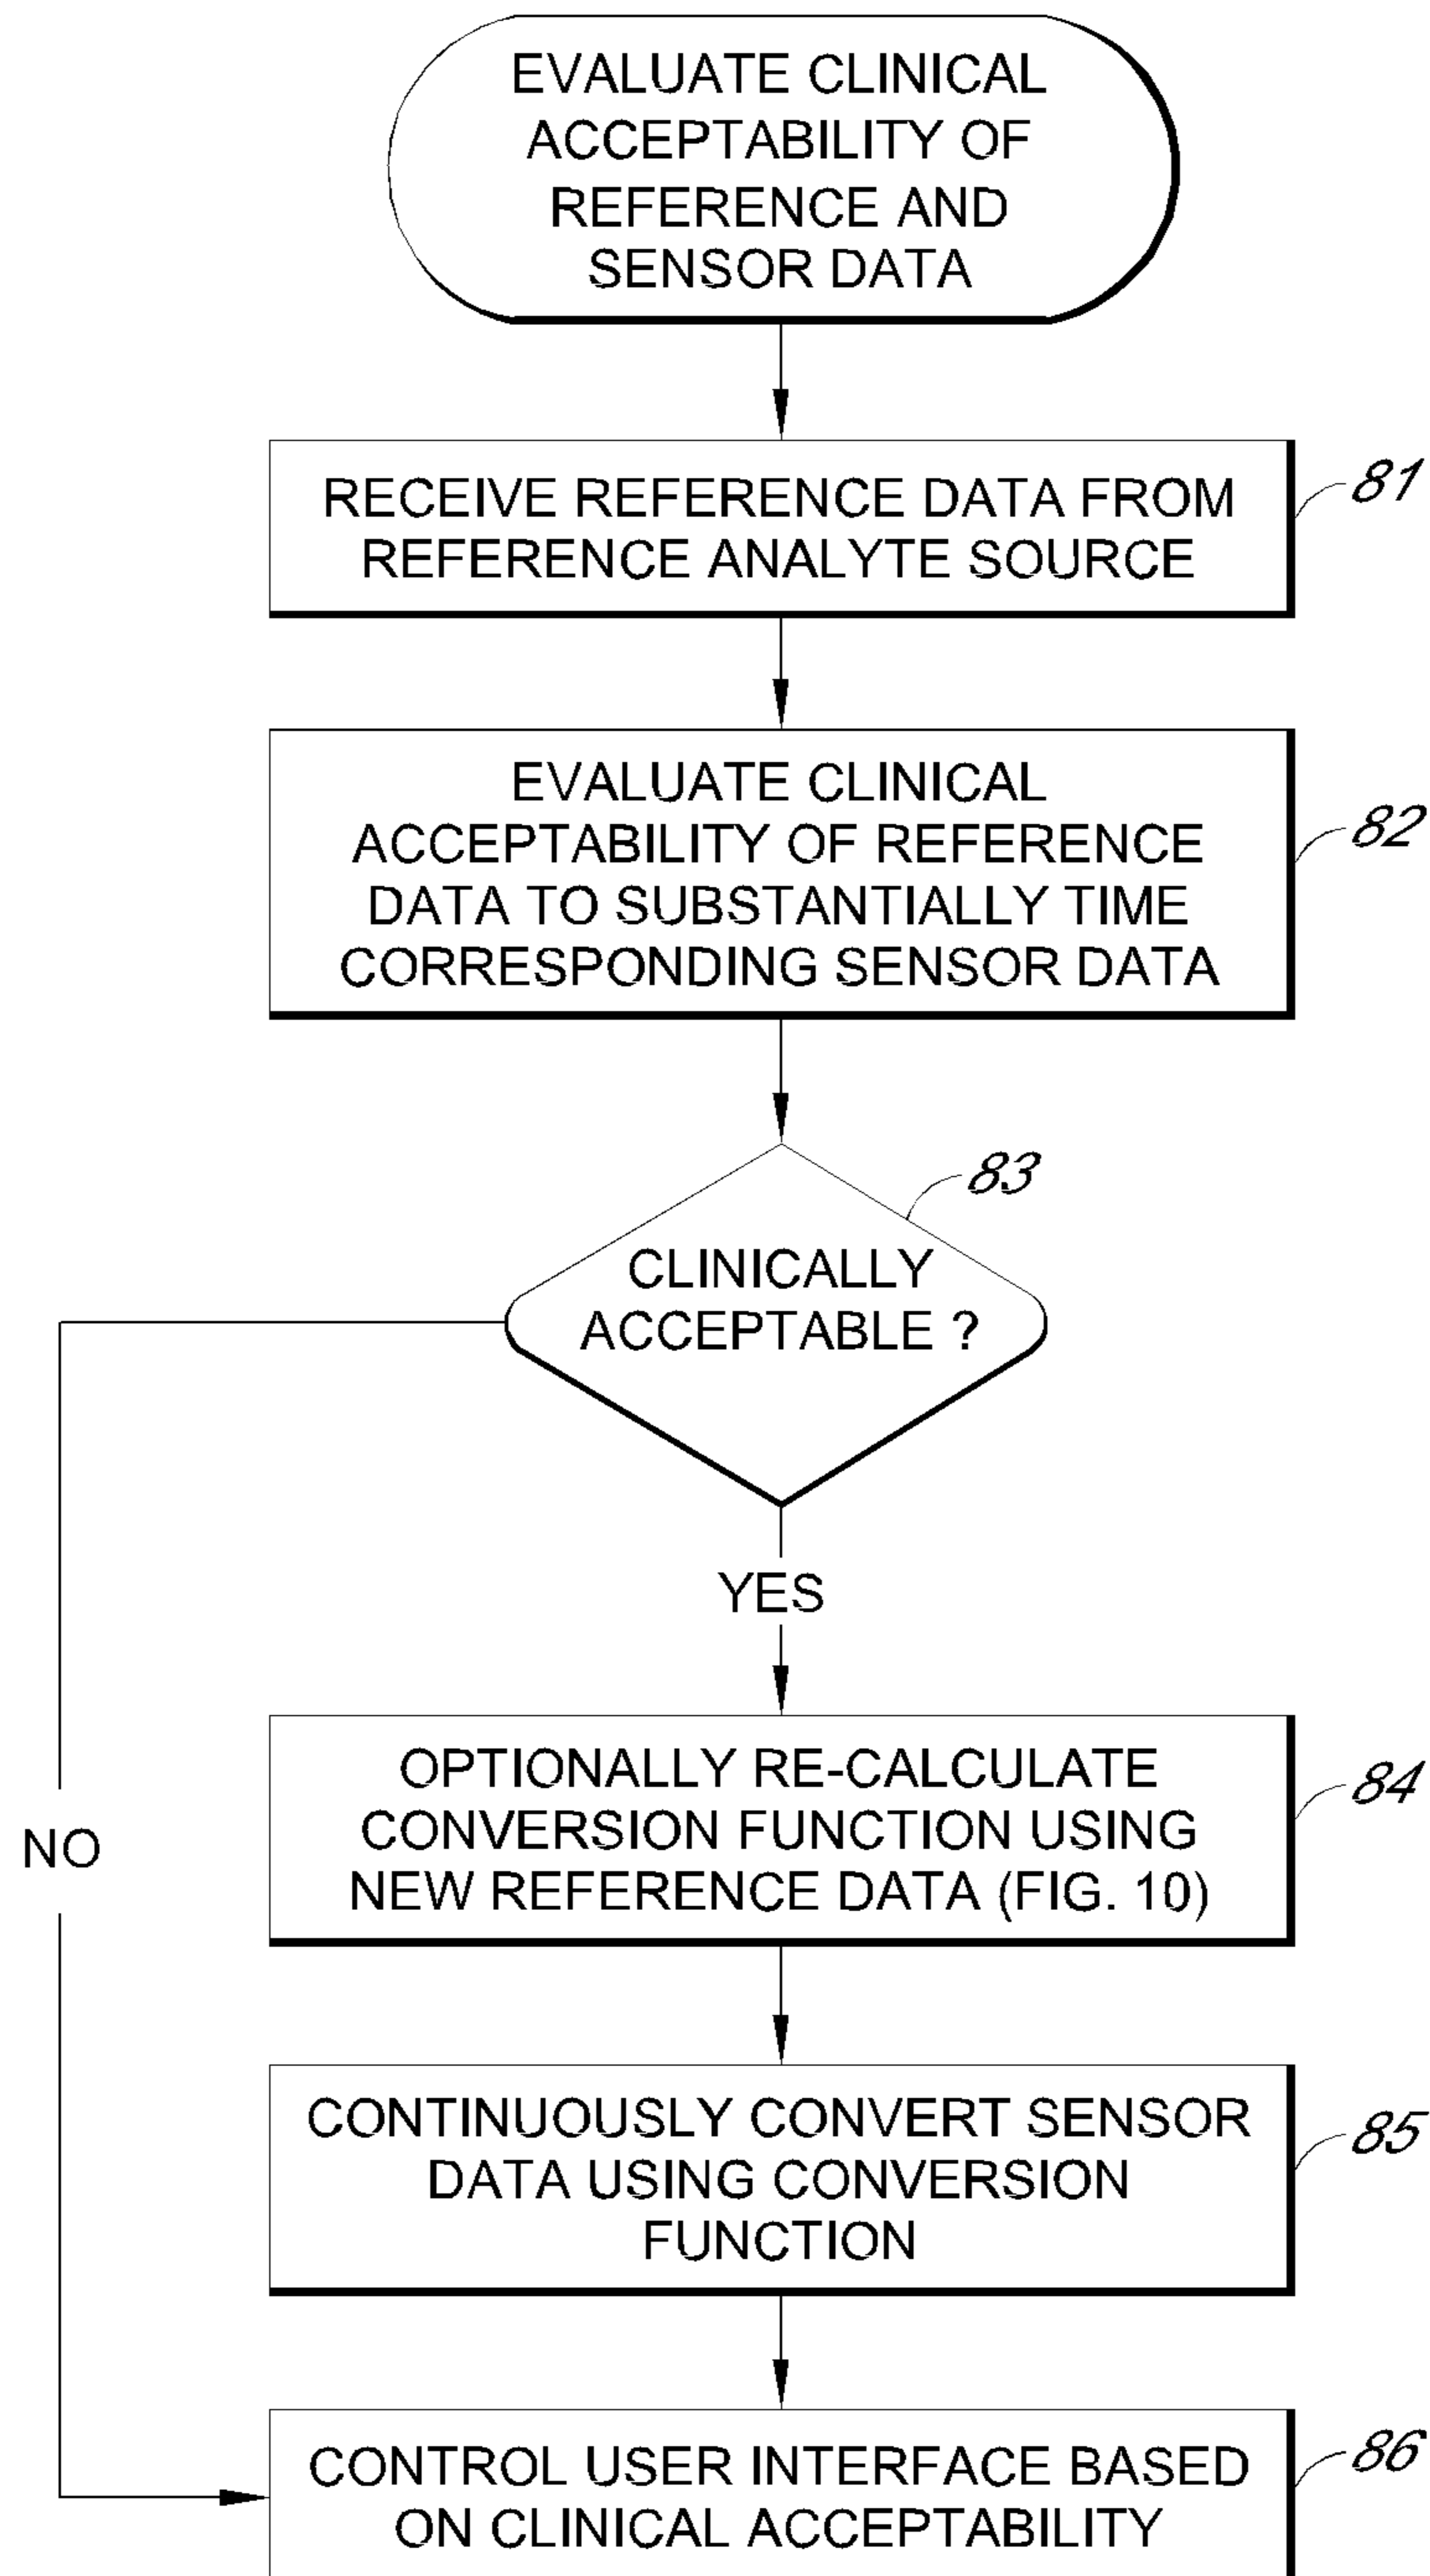 EVALUATE CLINICAL
ACCEPTABILITY OF
REFERENCE AND
SENSOR DATA
RECEIVE REFERENCE DATA FROM
REFERENCE ANALYTE SOURCE
81
EVALUATE CLINICAL
ACCEPTABILITY OF REFERENCE
DATA TO SUBSTANTIALLY TIME
CORRESPONDING SENSOR DATA
82
83
CLINICALLY
ACCEPTABLE ?
YES
OPTIONALLY RE-CALCULATE
CONVERSION FUNCTION USING
NEW REFERENCE DATA (FIG. 10)
84
NO
CONTINUOUSLY CONVERT SENSOR
DATA USING CONVERSION
FUNCTION
85
CONTROL USER INTERFACE BASED
ON CLINICAL ACCEPTABILITY
86